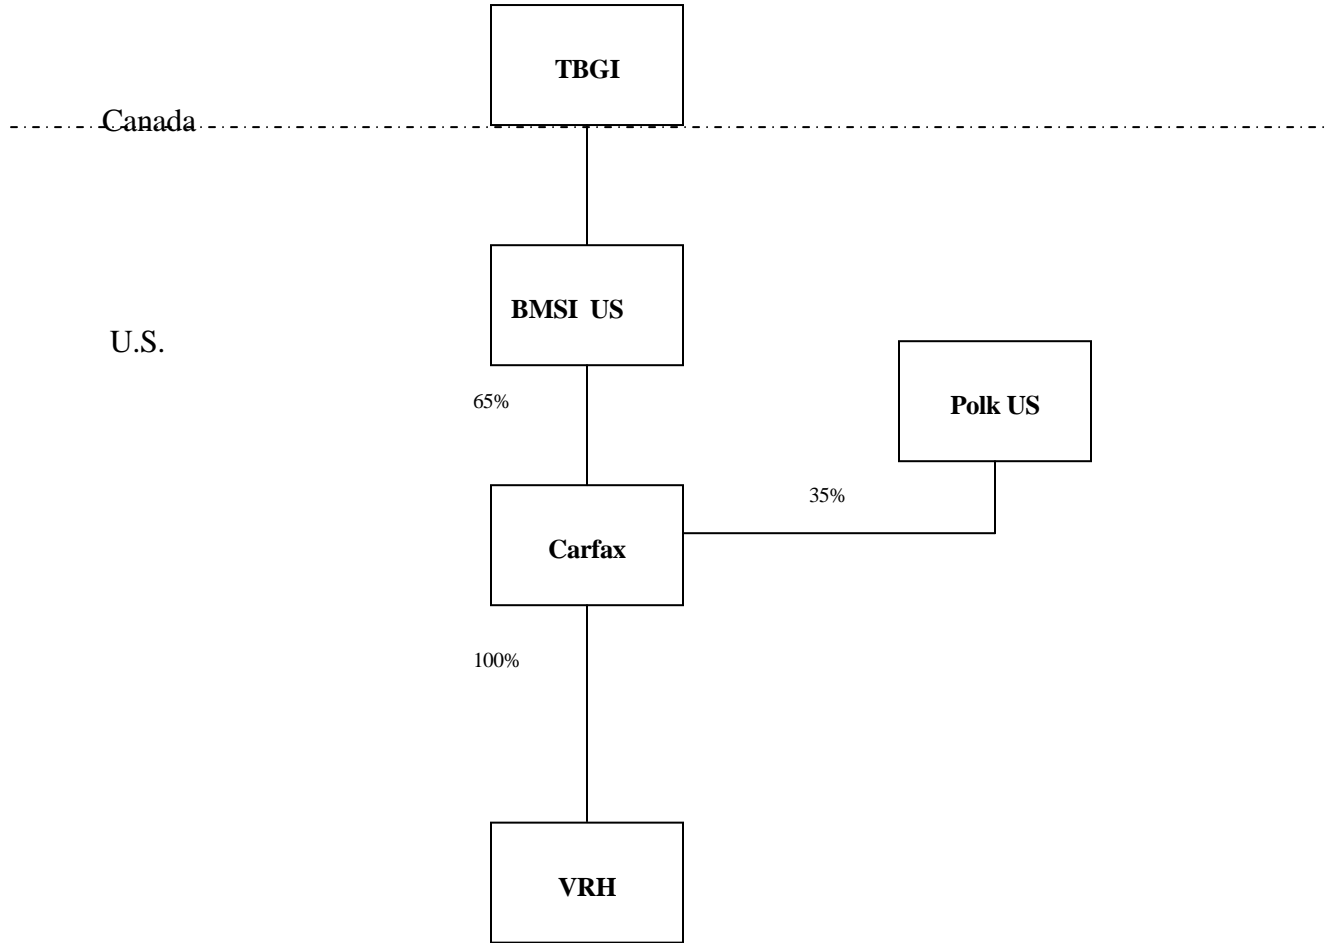 TBGI
Canada
BMSI US
U.S.
65%
Polk US
35%
Carfax
100%
VRH